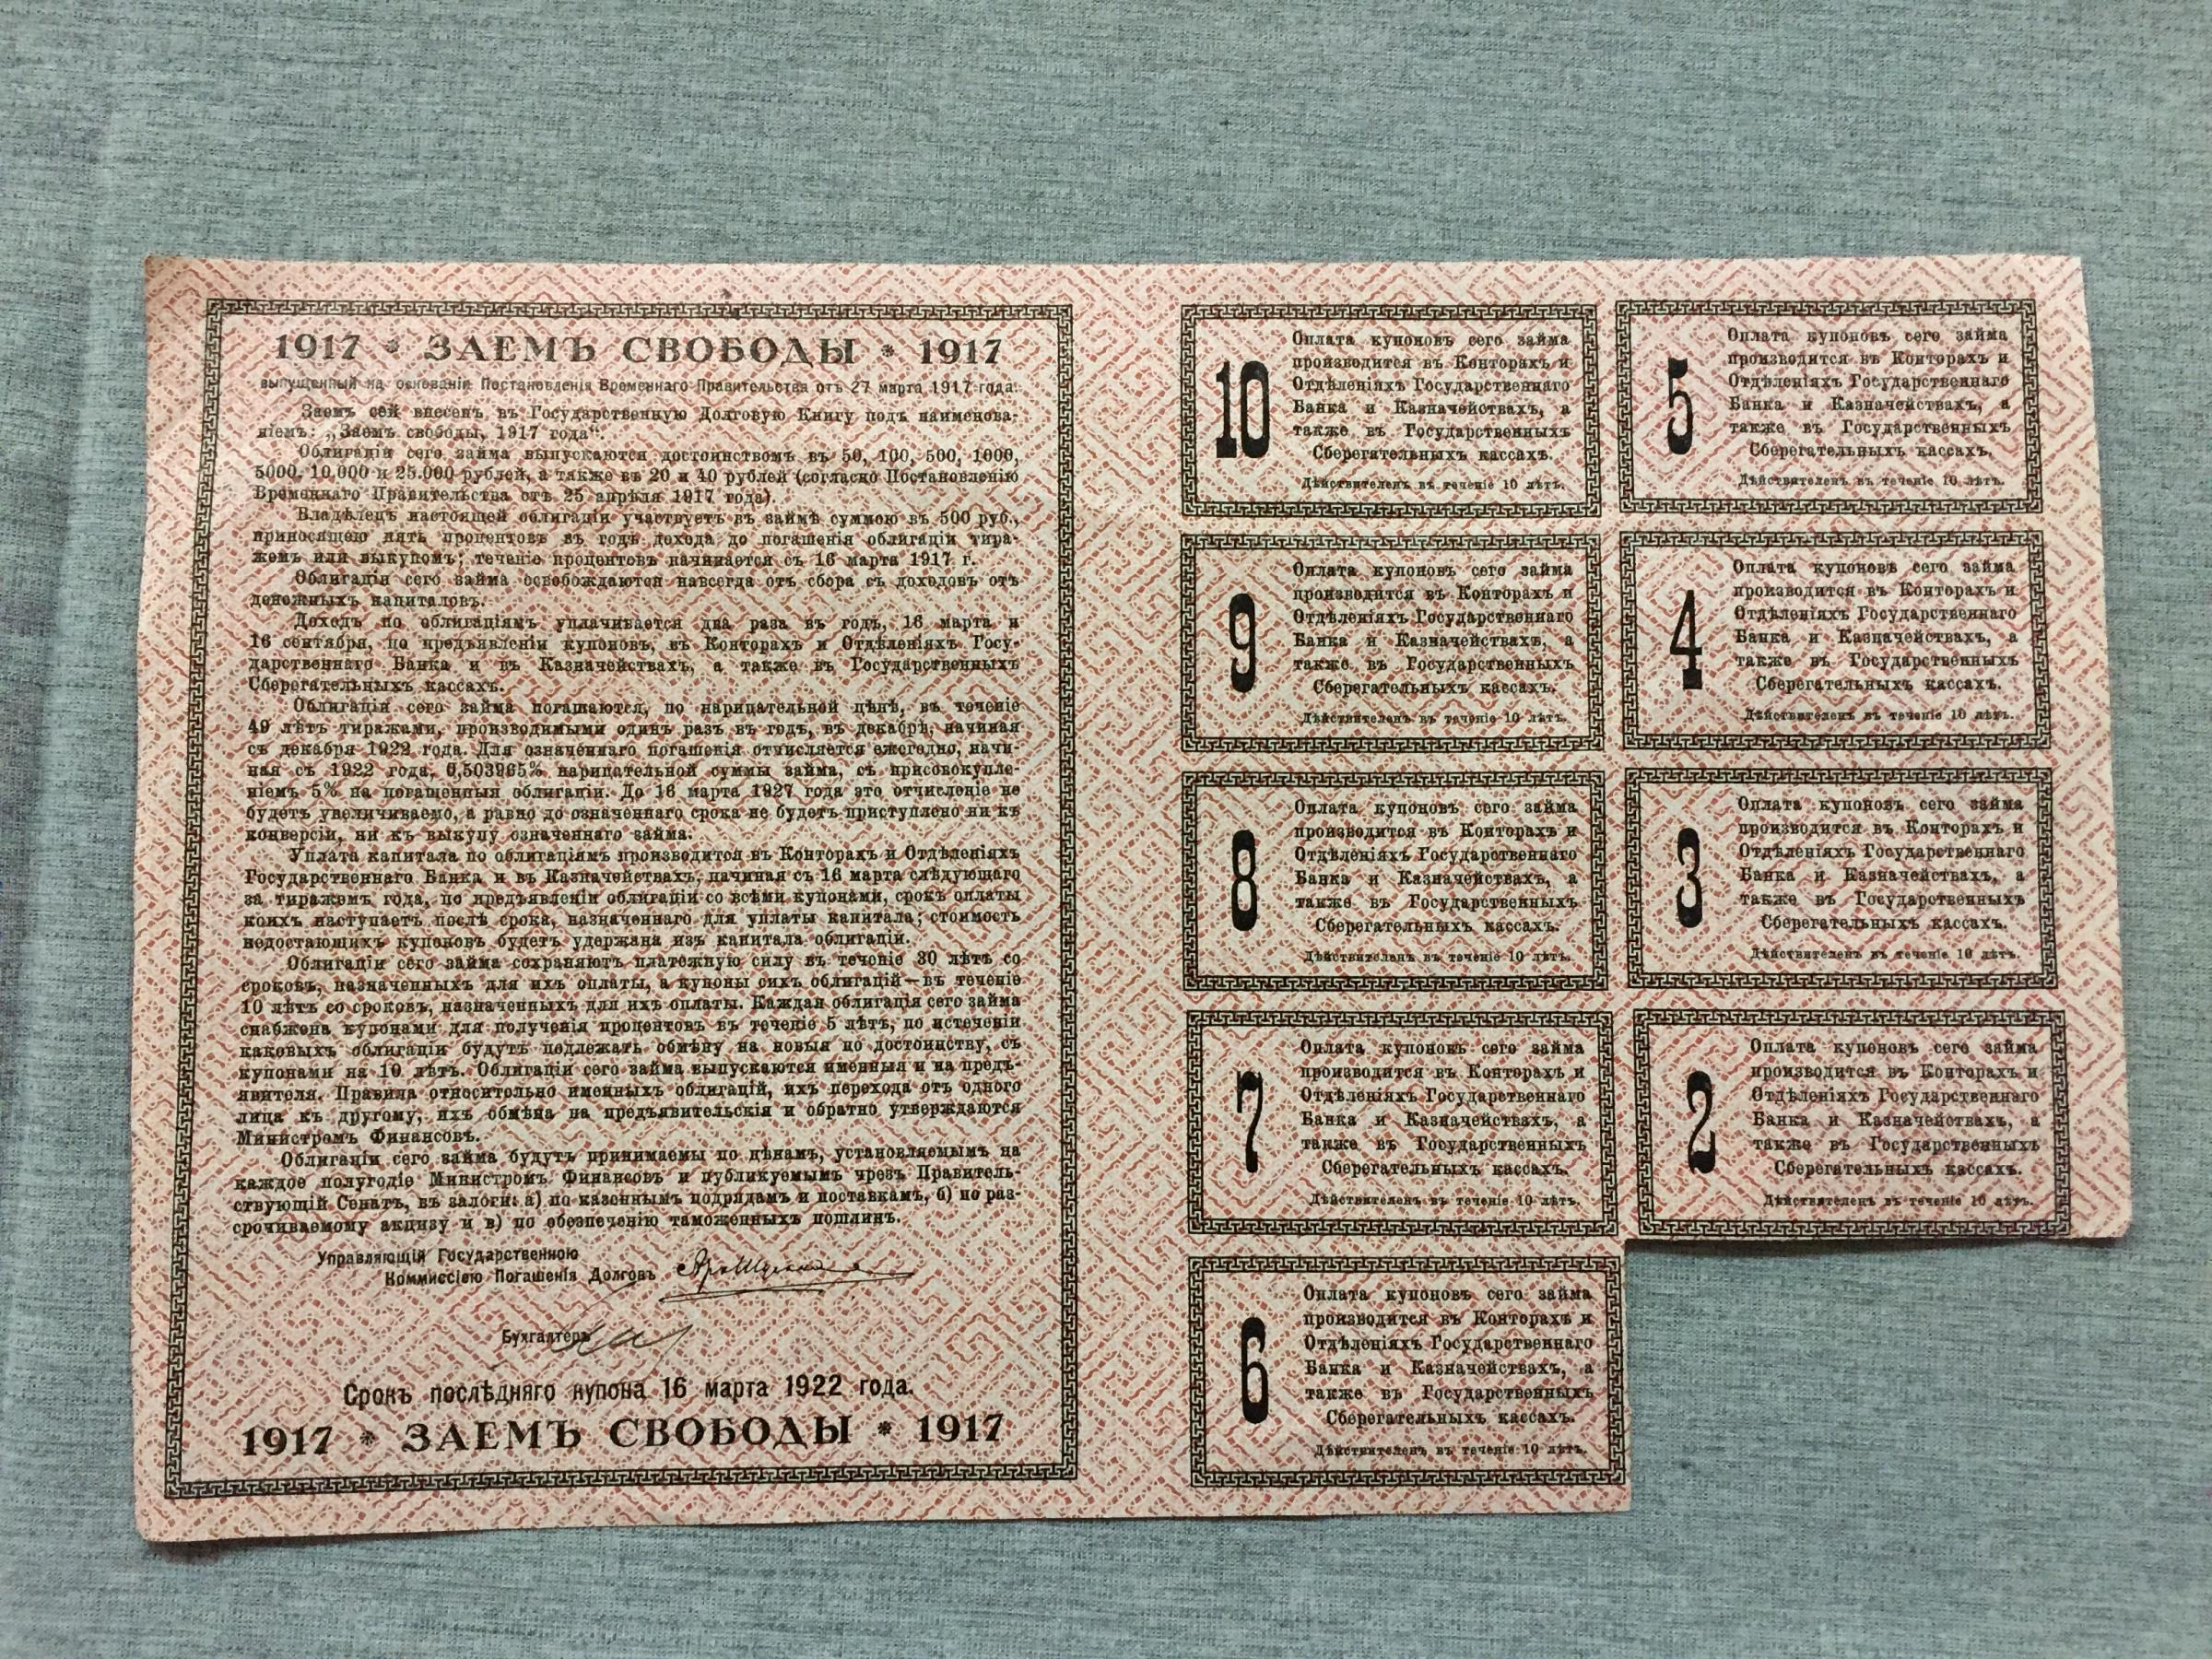 1917 * ЗАЕМЪ СВОБОДЫ * 1917
выпущенный на основаніи Постановленія Временнаго Правительства отъ 27 марта 1917 года.
Заемъ сей внесенъ въ Государственную Долговую Книгу подъ наименова-
ніемъ: „Заемъ свободы, 1917 года“.
Облигаціи сего займа выпускаются достоинствомъ въ 50, 100, 500, 1000,
5000, 10.000 и 25.000 рублей, а также въ 20 и 40 рублей (согласно Постановленію
Временнаго Правительства отъ 25 апрѣля 1917 года).
Владѣлецъ настоящей облигаціи участвуетъ въ займѣ суммою въ 500 руб.,
приносящею пять процентовъ въ годъ дохода до погашенія облигаціи тира-
жемъ или выкупомъ; теченіе процентовъ начинается съ 16 марта 1917 г.
Облигаціи сего займа освобождаются навсегда отъ сбора съ доходовъ отъ
денежныхъ капиталовъ.
Доходъ по облигаціямъ уплачивается два раза въ годъ, 16 марта и
16 сентября, по предъявленіи купоновъ, въ Конторахъ и Отдѣленіяхъ Госу-
дарственнаго Банка и въ Казначействахъ, а также въ Государственныхъ
Сберегательныхъ кассахъ.
Облигаціи сего займа погашаются, по нарицательной цѣнѣ, въ теченіе
49 лѣтъ тиражами, производимыми одинъ разъ въ годъ, въ декабрѣ, начиная
съ декабря 1922 года. Для означеннаго погашенія отчисляется ежегодно, начи-
ная съ 1922 года, 0,503965% нарицательной суммы займа, съ присовокупле-
ніемъ 5% на погашенныя облигаціи. До 16 марта 1927 года это отчисленіе не
будетъ увеличиваемо, а равно до означеннаго срока не будетъ приступлено ни къ
конверсіи, ни къ выкупу означеннаго займа.
Уплата капитала по облигаціямъ производится въ Конторахъ и Отдѣленіяхъ
Государственнаго Банка и въ Казначействахъ, начиная съ 16 марта слѣдующаго
за тиражемъ года, по предъявленіи облигаціи со всѣми купонами, срокъ оплаты
коихъ наступаетъ послѣ срока, назначеннаго для уплаты капитала; стоимость
недостающихъ купоновъ будетъ удержана изъ капитала облигаціи.
Облигаціи сего займа сохраняютъ платежную силу въ теченіе 30 лѣтъ со
сроковъ, назначенныхъ для ихъ оплаты, а купоны сихъ облигацій—въ теченіе
10 лѣтъ со сроковъ, назначенныхъ для ихъ оплаты. Каждая облигація сего займа
снабжена купонами для полученія процентовъ въ теченіе 5 лѣтъ, по истеченіи
каковыхъ облигаціи будутъ подлежать обмѣну на новыя по достоинству, съ
купонами на 10 лѣтъ. Облигаціи сего займа выпускаются именныя и на предъ-
явителя. Правила относительно именныхъ облигацій, ихъ перехода отъ одного
лица къ другому, ихъ обмѣна на предъявительскія и обратно утверждаются
Министромъ Финансовъ.
Облигаціи сего займа будутъ принимаемы по цѣнамъ, установляемымъ на
каждое полугодіе Министромъ Финансовъ и публикуемымъ чрезъ Правитель-
ствующій Сенатъ, въ залоги: а) по казеннымъ подрядамъ и поставкамъ, б) по раз-
срочиваемому акцизу и в) по обезпеченію таможенныхъ пошлинъ.
Управляющій Государственною
Коммиссіею Погашенія Долговъ
Бухгалтеръ
Срокъ послѣдняго купона 16 марта 1922 года.
1917 * ЗАЕМЪ СВОБОДЫ * 1917
10
Оплата купоновъ сего займа
производится въ Конторахъ и
Отдѣленіяхъ Государственнаго
Банка и Казначействахъ, а
также въ Государственныхъ
Сберегательныхъ кассахъ.
Дѣйствителенъ въ теченіе 10 лѣтъ.
9
Оплата купоновъ сего займа
производится въ Конторахъ и
Отдѣленіяхъ Государственнаго
Банка и Казначействахъ, а
также въ Государственныхъ
Сберегательныхъ кассахъ.
Дѣйствителенъ въ теченіе 10 лѣтъ.
8
Оплата купоновъ сего займа
производится въ Конторахъ и
Отдѣленіяхъ Государственнаго
Банка и Казначействахъ, а
также въ Государственныхъ
Сберегательныхъ кассахъ.
Дѣйствителенъ въ теченіе 10 лѣтъ.
7
Оплата купоновъ сего займа
производится въ Конторахъ и
Отдѣленіяхъ Государственнаго
Банка и Казначействахъ, а
также въ Государственныхъ
Сберегательныхъ кассахъ.
Дѣйствителенъ въ теченіе 10 лѣтъ.
6
Оплата купоновъ сего займа
производится въ Конторахъ и
Отдѣленіяхъ Государственнаго
Банка и Казначействахъ, а
также въ Государственныхъ
Сберегательныхъ кассахъ.
Дѣйствителенъ въ теченіе 10 лѣтъ.
5
Оплата купоновъ сего займа
производится въ Конторахъ и
Отдѣленіяхъ Государственнаго
Банка и Казначействахъ, а
также въ Государственныхъ
Сберегательныхъ кассахъ.
Дѣйствителенъ въ теченіе 10 лѣтъ.
4
Оплата купоновъ сего займа
производится въ Конторахъ и
Отдѣленіяхъ Государственнаго
Банка и Казначействахъ, а
также въ Государственныхъ
Сберегательныхъ кассахъ.
Дѣйствителенъ въ теченіе 10 лѣтъ.
3
Оплата купоновъ сего займа
производится въ Конторахъ и
Отдѣленіяхъ Государственнаго
Банка и Казначействахъ, а
также въ Государственныхъ
Сберегательныхъ кассахъ.
Дѣйствителенъ въ теченіе 10 лѣтъ.
2
Оплата купоновъ сего займа
производится въ Конторахъ и
Отдѣленіяхъ Государственнаго
Банка и Казначействахъ, а
также въ Государственныхъ
Сберегательныхъ кассахъ.
Дѣйствителенъ въ теченіе 10 лѣтъ.